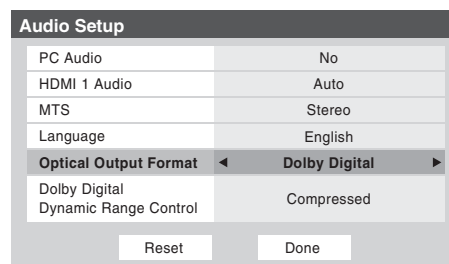 Audio Setup
PC Audio No
HDMI 1 Audio Auto
MTS Stereo
Language English
Optical Output Format ◀ Dolby Digital ▶
Dolby Digital
Dynamic Range Control Compressed
Reset Done